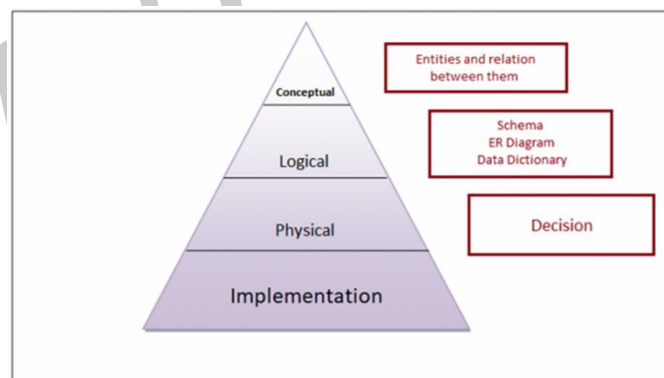 Conceptual
Entities and relation
between them
Logical
Schema
ER Diagram
Data Dictionary
Physical
Decision
Implementation